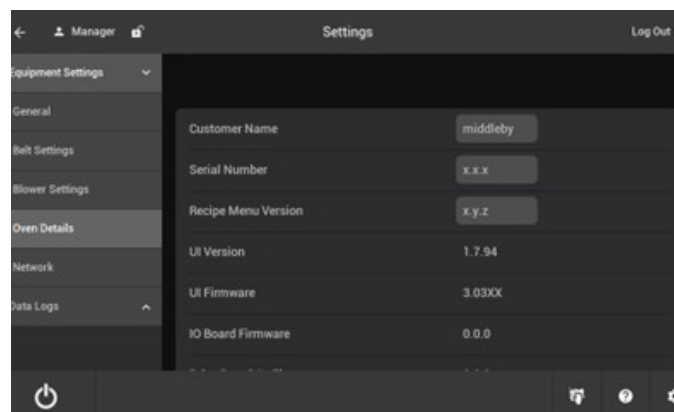 Manager
Settings
Log Out
Equipment Settings
General
Belt Settings
Blower Settings
Oven Details
Network
Data Logs
Customer Name middleby
Serial Number x.x.x
Recipe Menu Version x.y.z
UI Version 1.7.94
UI Firmware 3.03XX
IO Board Firmware 0.0.0